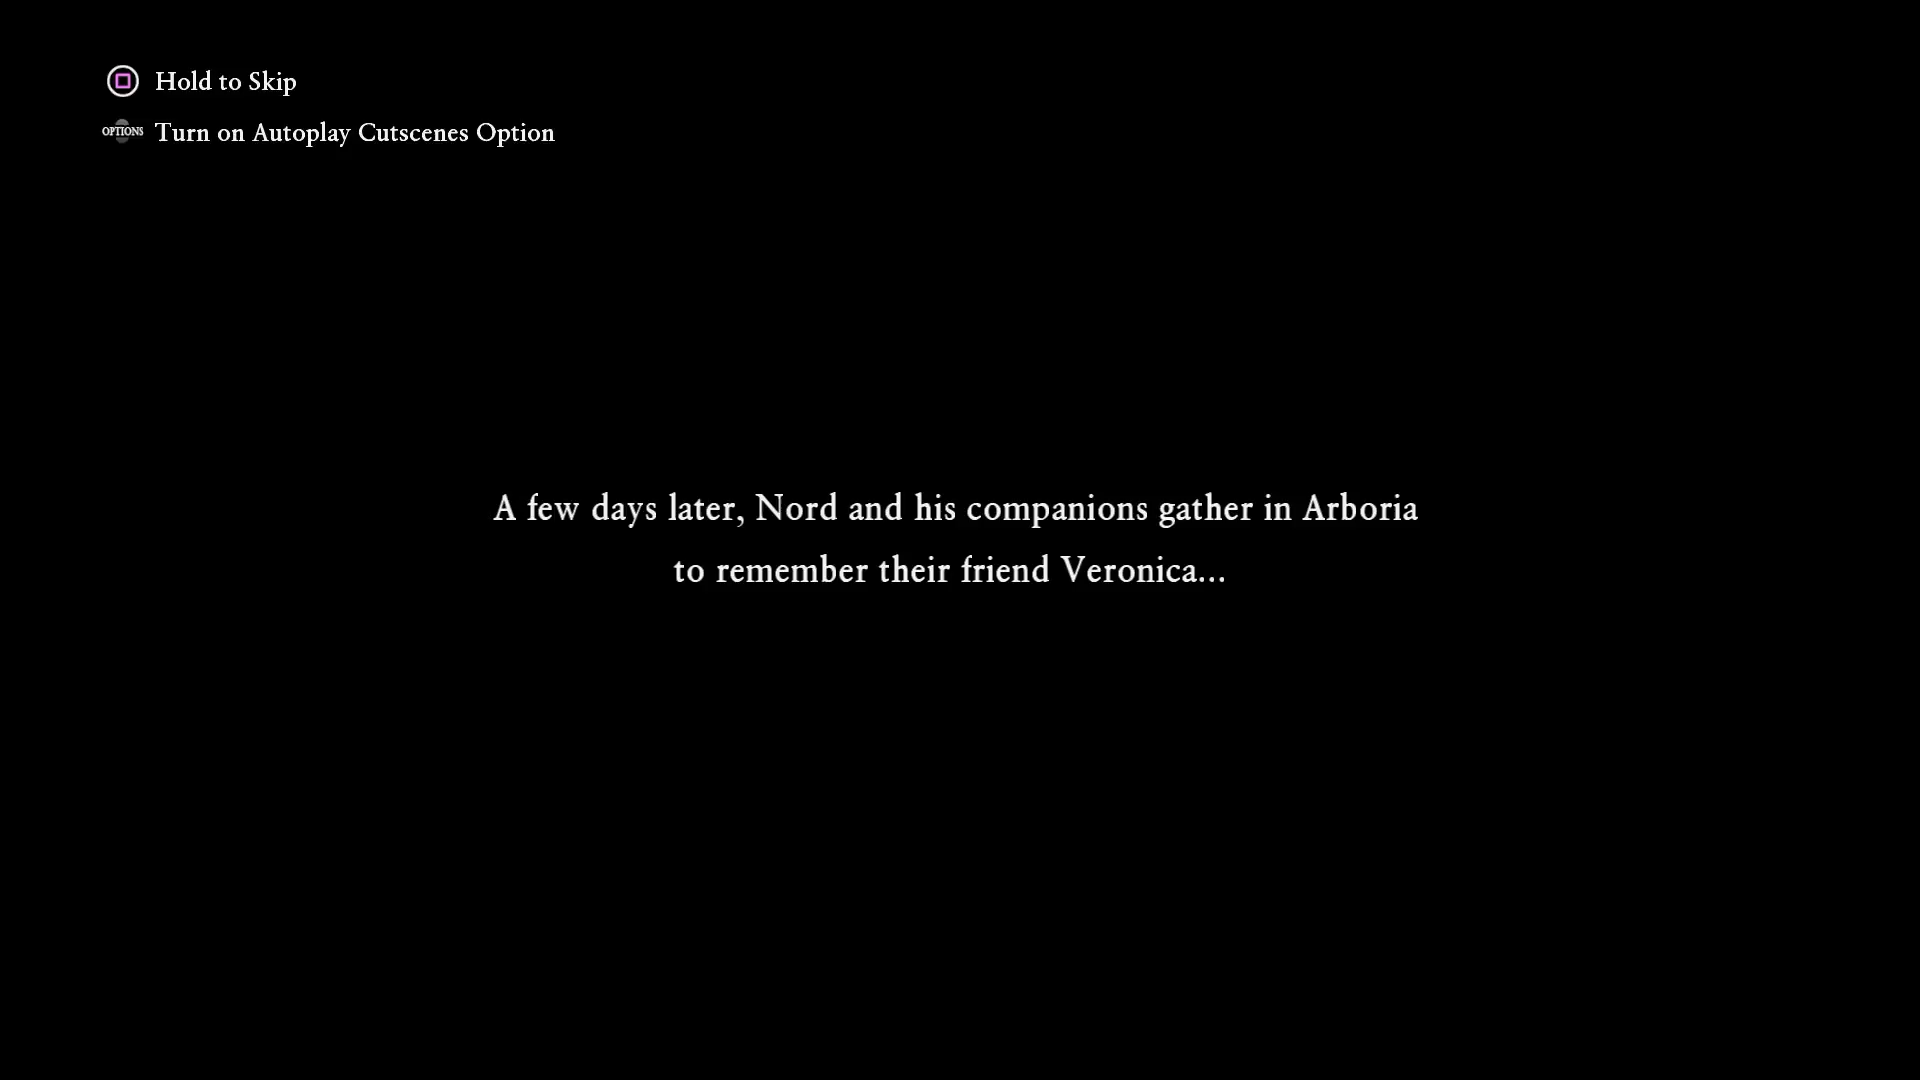 Hold to Skip
OPTIONS Turn on Autoplay Cutscenes Option
A few days later, Nord and his companions gather in Arboria
to remember their friend Veronica...